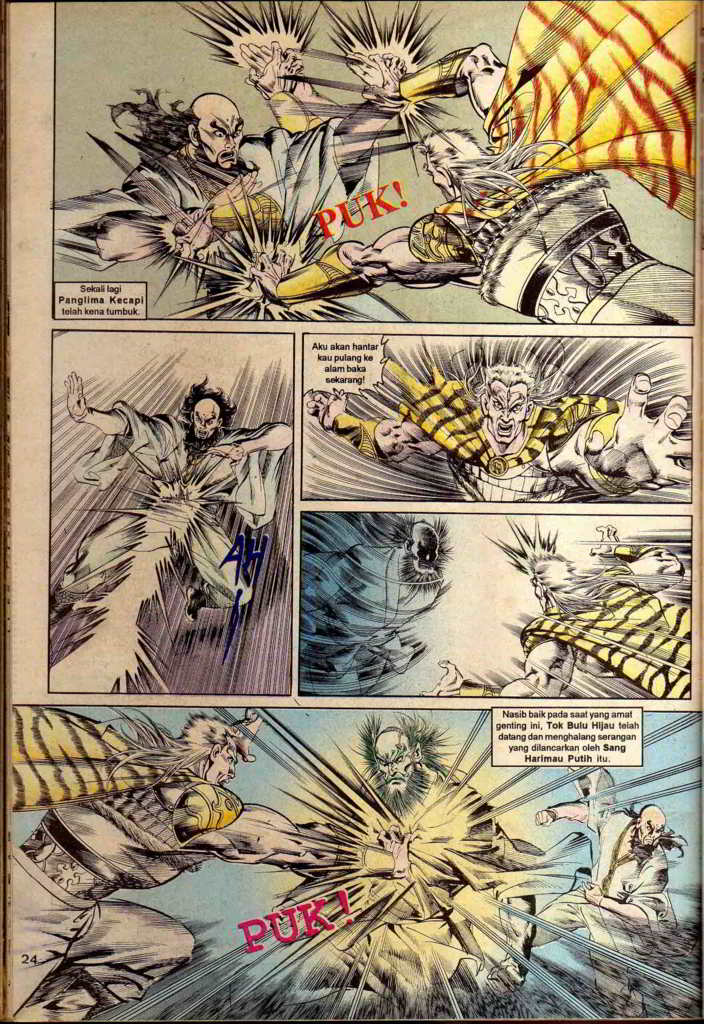 PUK!
PUK!
Sekali lagi
Panglima Kecapi
telah kena tumbuk.
Aku akan hantar
kau pulang ke
alam baka
sekarang!
AH
!
Nasib baik pada saat yang amat
genting ini, Tok Bulu Hijau telah
datang dan menghalang serangan
yang dilancarkan oleh Sang
Harimau Putih itu.
PUK!
24